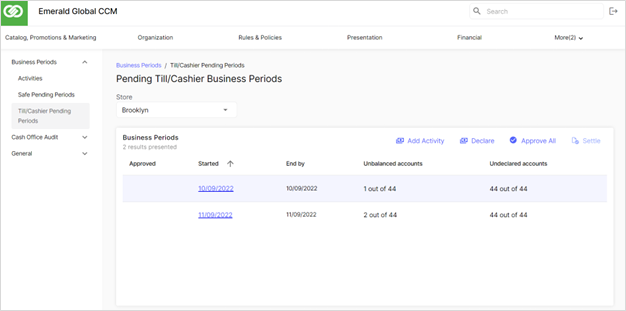 Emerald Global CCM
Search
Catalog, Promotions & Marketing
Organization
Rules & Policies
Presentation
Financial
More(2)
Business Periods
Activities
Safe Pending Periods
Till/Cashier Pending
Periods
Cash Office Audit
General
Business Periods / Till/Cashier Pending Periods
Pending Till/Cashier Business Periods
Store
Brooklyn
Business Periods
2 results presented
Add Activity
Declare
Approve All
Settle
Approved Started End by Unbalanced accounts Undeclared accounts
10/09/2022 10/09/2022 1 out of 44 44 out of 44
11/09/2022 11/09/2022 2 out of 44 44 out of 44